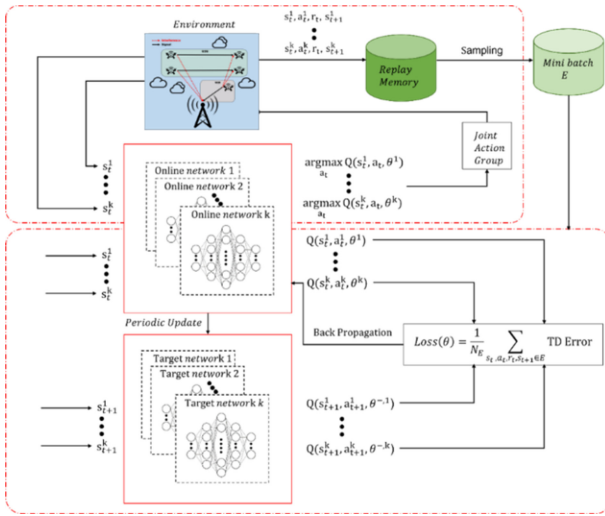 Environment
s_t^1, a_t^1, r_t, s_{t+1}^1
s_t^k, a_t^k, r_t, s_{t+1}^k
Replay
Memory
Sampling
Mini batch
E
Joint
Action
Group
s_t^1
s_t^k
Online network 1
Online network 2
Online network k
argmax Q(s_t^1, a_t, θ^1)
a_t
argmax Q(s_t^k, a_t, θ^k)
a_t
s_t^1
s_t^k
Q(s_t^1, a_t^1, θ^1)
Q(s_t^k, a_t^k, θ^k)
Periodic Update
Back Propagation
Loss(θ) = 1/N_E ∑ TD Error
s_t, a_t, r_t, s_{t+1} ∈ E
Target network 1
Target network 2
Target network k
s_{t+1}^1
s_{t+1}^k
Q(s_{t+1}^1, a_{t+1}^1, θ^{-,1})
Q(s_{t+1}^k, a_{t+1}^k, θ^{-,k})